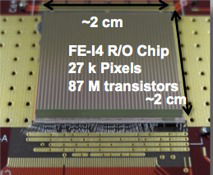 ~2 cm
FE-I4 R/O Chip
27 k Pixels
87 M transistors
~2 cm